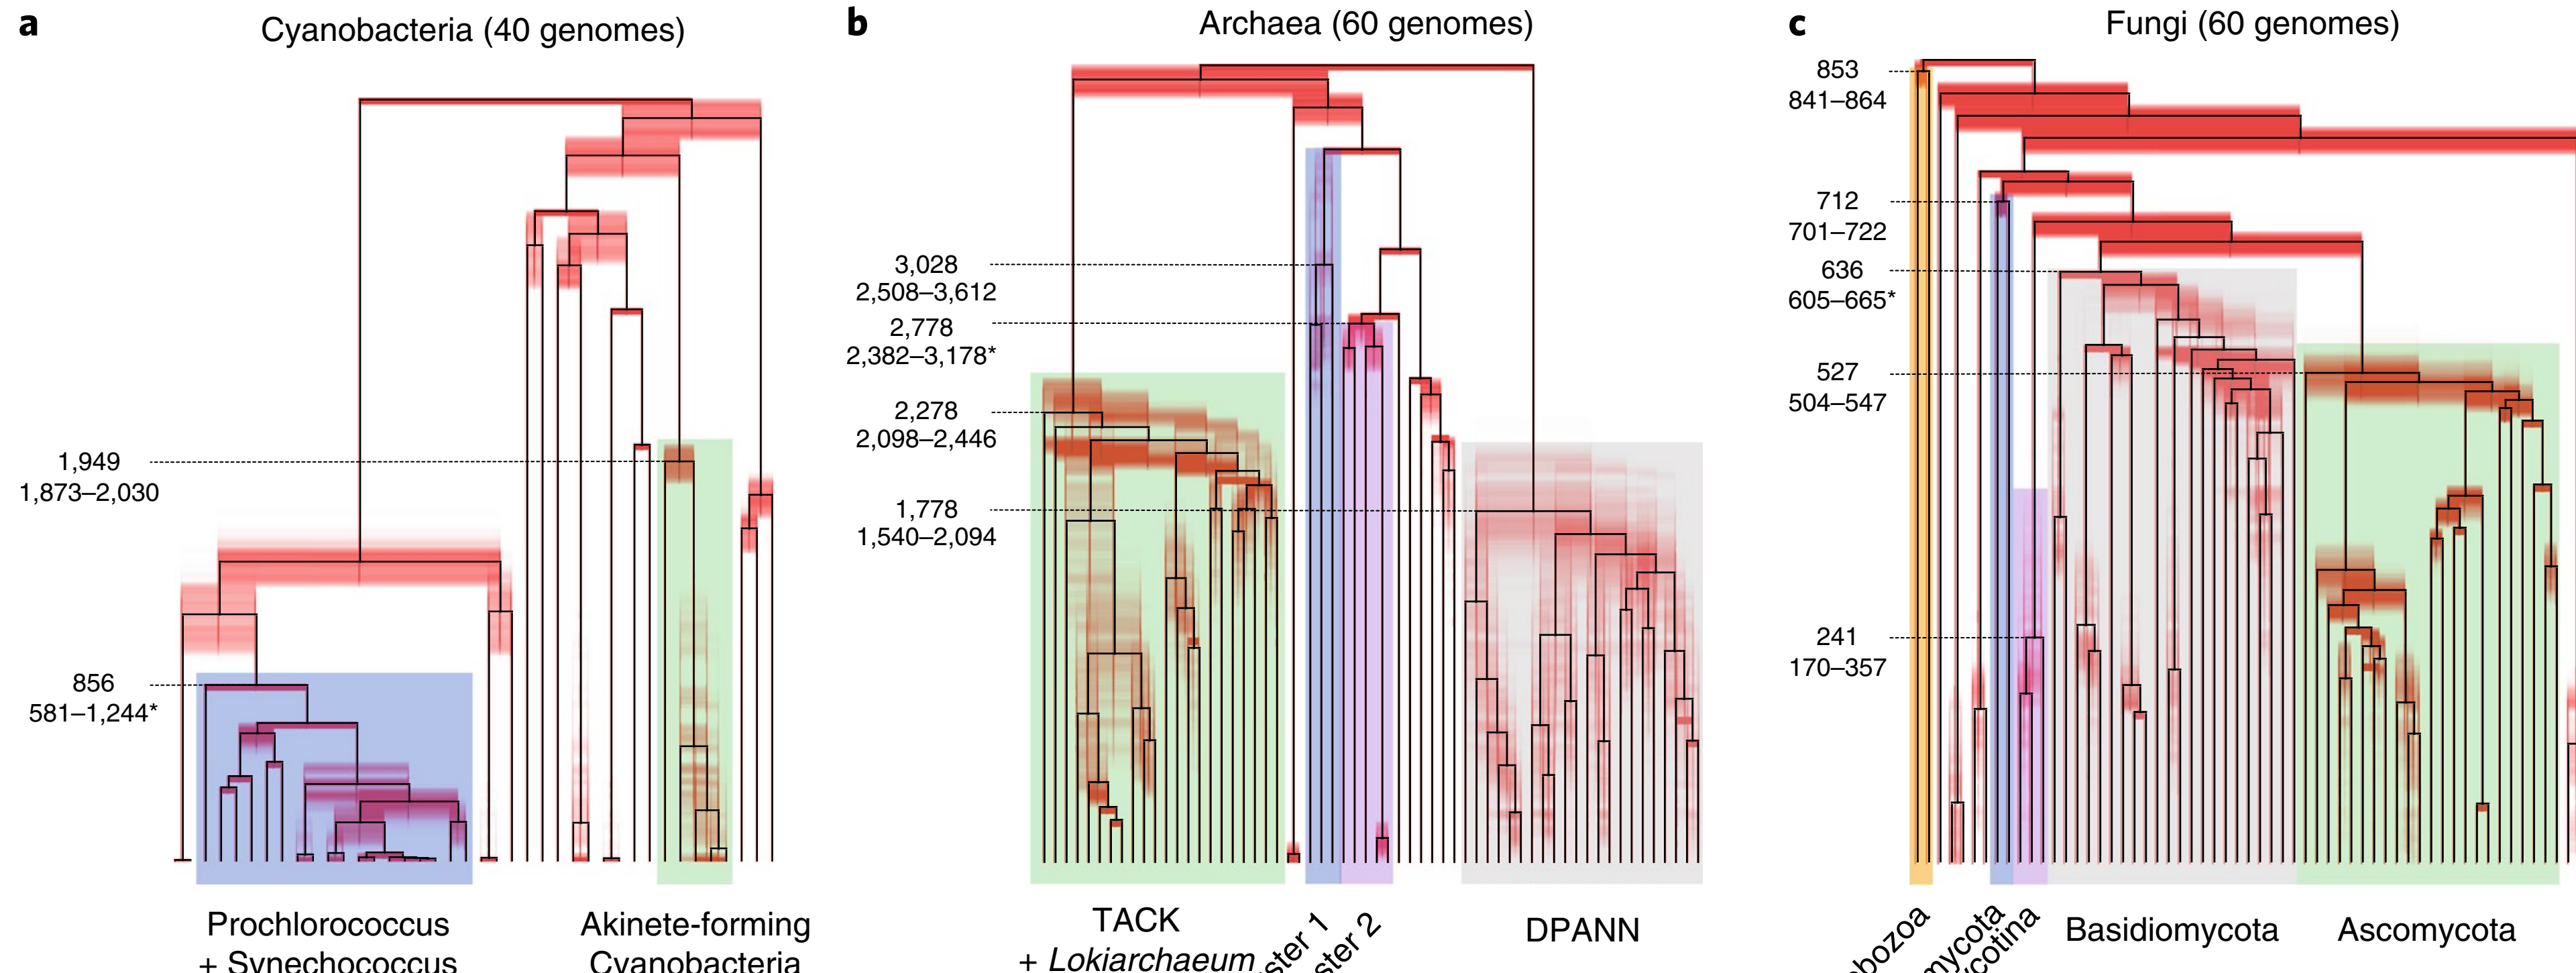 a
Cyanobacteria (40 genomes)
1,949
1,873–2,030
856
581–1,244*
Prochlorococcus
+ Synechococcus
Akinete-forming
Cyanobacteria
b
Archaea (60 genomes)
3,028
2,508–3,612
2,778
2,382–3,178*
2,278
2,098–2,446
1,778
1,540–2,094
TACK
+ Lokiarchaeum
1
2
DPANN
c
Fungi (60 genomes)
853
841–864
712
701–722
636
605–665*
527
504–547
241
170–357
Basidiomycota
Ascomycota